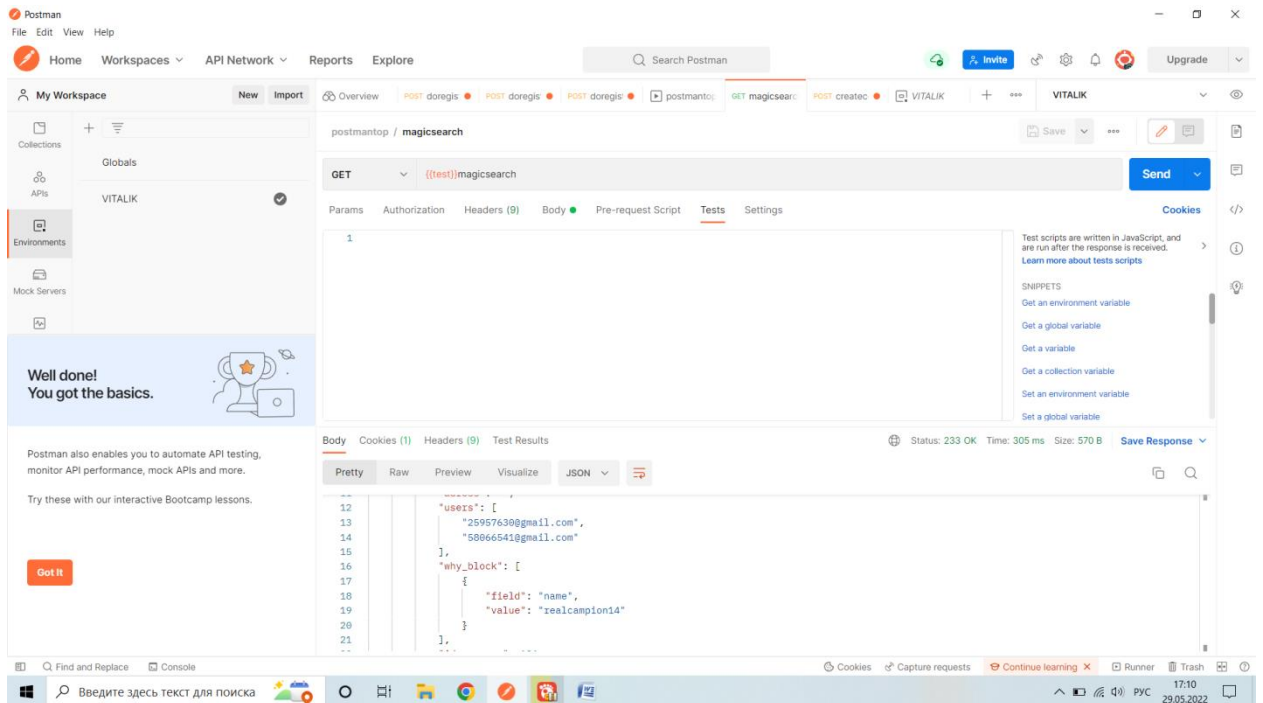 Postman
File Edit View Help
Home Workspaces API Network Reports Explore Search Postman Invite Upgrade
My Workspace New Import Overview POST doregis POST doregis POST doregis postmantop GET magicsearc POST createc VITALIK + ooo VITALIK
Collections
Globals
postmantop / magicsearch Save ooo
APIs
VITALIK
GET {{test}}magicsearch Send
Environments
Params Authorization Headers (9) Body Pre-request Script Tests Settings Cookies
Mock Servers
1
Test scripts are written in JavaScript, and
are run after the response is received.
Learn more about tests scripts
SNIPPETS
Get an environment variable
Get a global variable
Get a variable
Get a collection variable
Set an environment variable
Set a global variable
Well done!
You got the basics.
Postman also enables you to automate API testing,
monitor API performance, mock APIs and more.
Try these with our interactive Bootcamp lessons.
Got It
Body Cookies (1) Headers (9) Test Results Status: 233 OK Time: 305 ms Size: 570 B Save Response
Pretty Raw Preview Visualize JSON
12 "users": [
13 "25957630@gmail.com",
14 "58066541@gmail.com"
15 ],
16 "why_block": [
17 {
18 "field": "name",
19 "value": "realcampion14"
20 }
21 ],
Find and Replace Console Cookies Capture requests Continue learning Runner Trash
Введите здесь текст для поиска РУС 17:10
29.05.2022